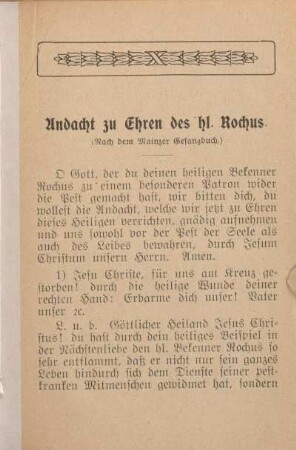 Andacht zu Ehren des hl. Rochus.
(Nach dem Mainzer Gesangbuch.)
O Gott, der du deinen heiligen Bekenner
Rochus zu einem besonderen Patron wider
die Pest gemacht hast, wir bitten dich, du
wollest die Andacht, welche wir jetzt zu Ehren
dieses Heiligen verrichten, gnädig aufnehmen
und uns sowohl vor der Pest der Seele als
auch des Leibes bewahren, durch Jesum
Christum unsern Herrn. Amen.
1) Jesu Christe, für uns am Kreuz ge-
storben! durch die heilige Wunde deiner
rechten Hand: Erbarme dich unser! Vater
unser ꝛc.
L. u. b. Göttlicher Heiland Jesus Chri-
stus! du hast durch dein heiliges Beispiel in
der Nächstenliebe den hl. Bekenner Rochus so
sehr entflammt, daß er nicht nur sein ganzes
Leben hindurch sich dem Dienste seiner pest-
kranken Mitmenschen gewidmet hat, sondern